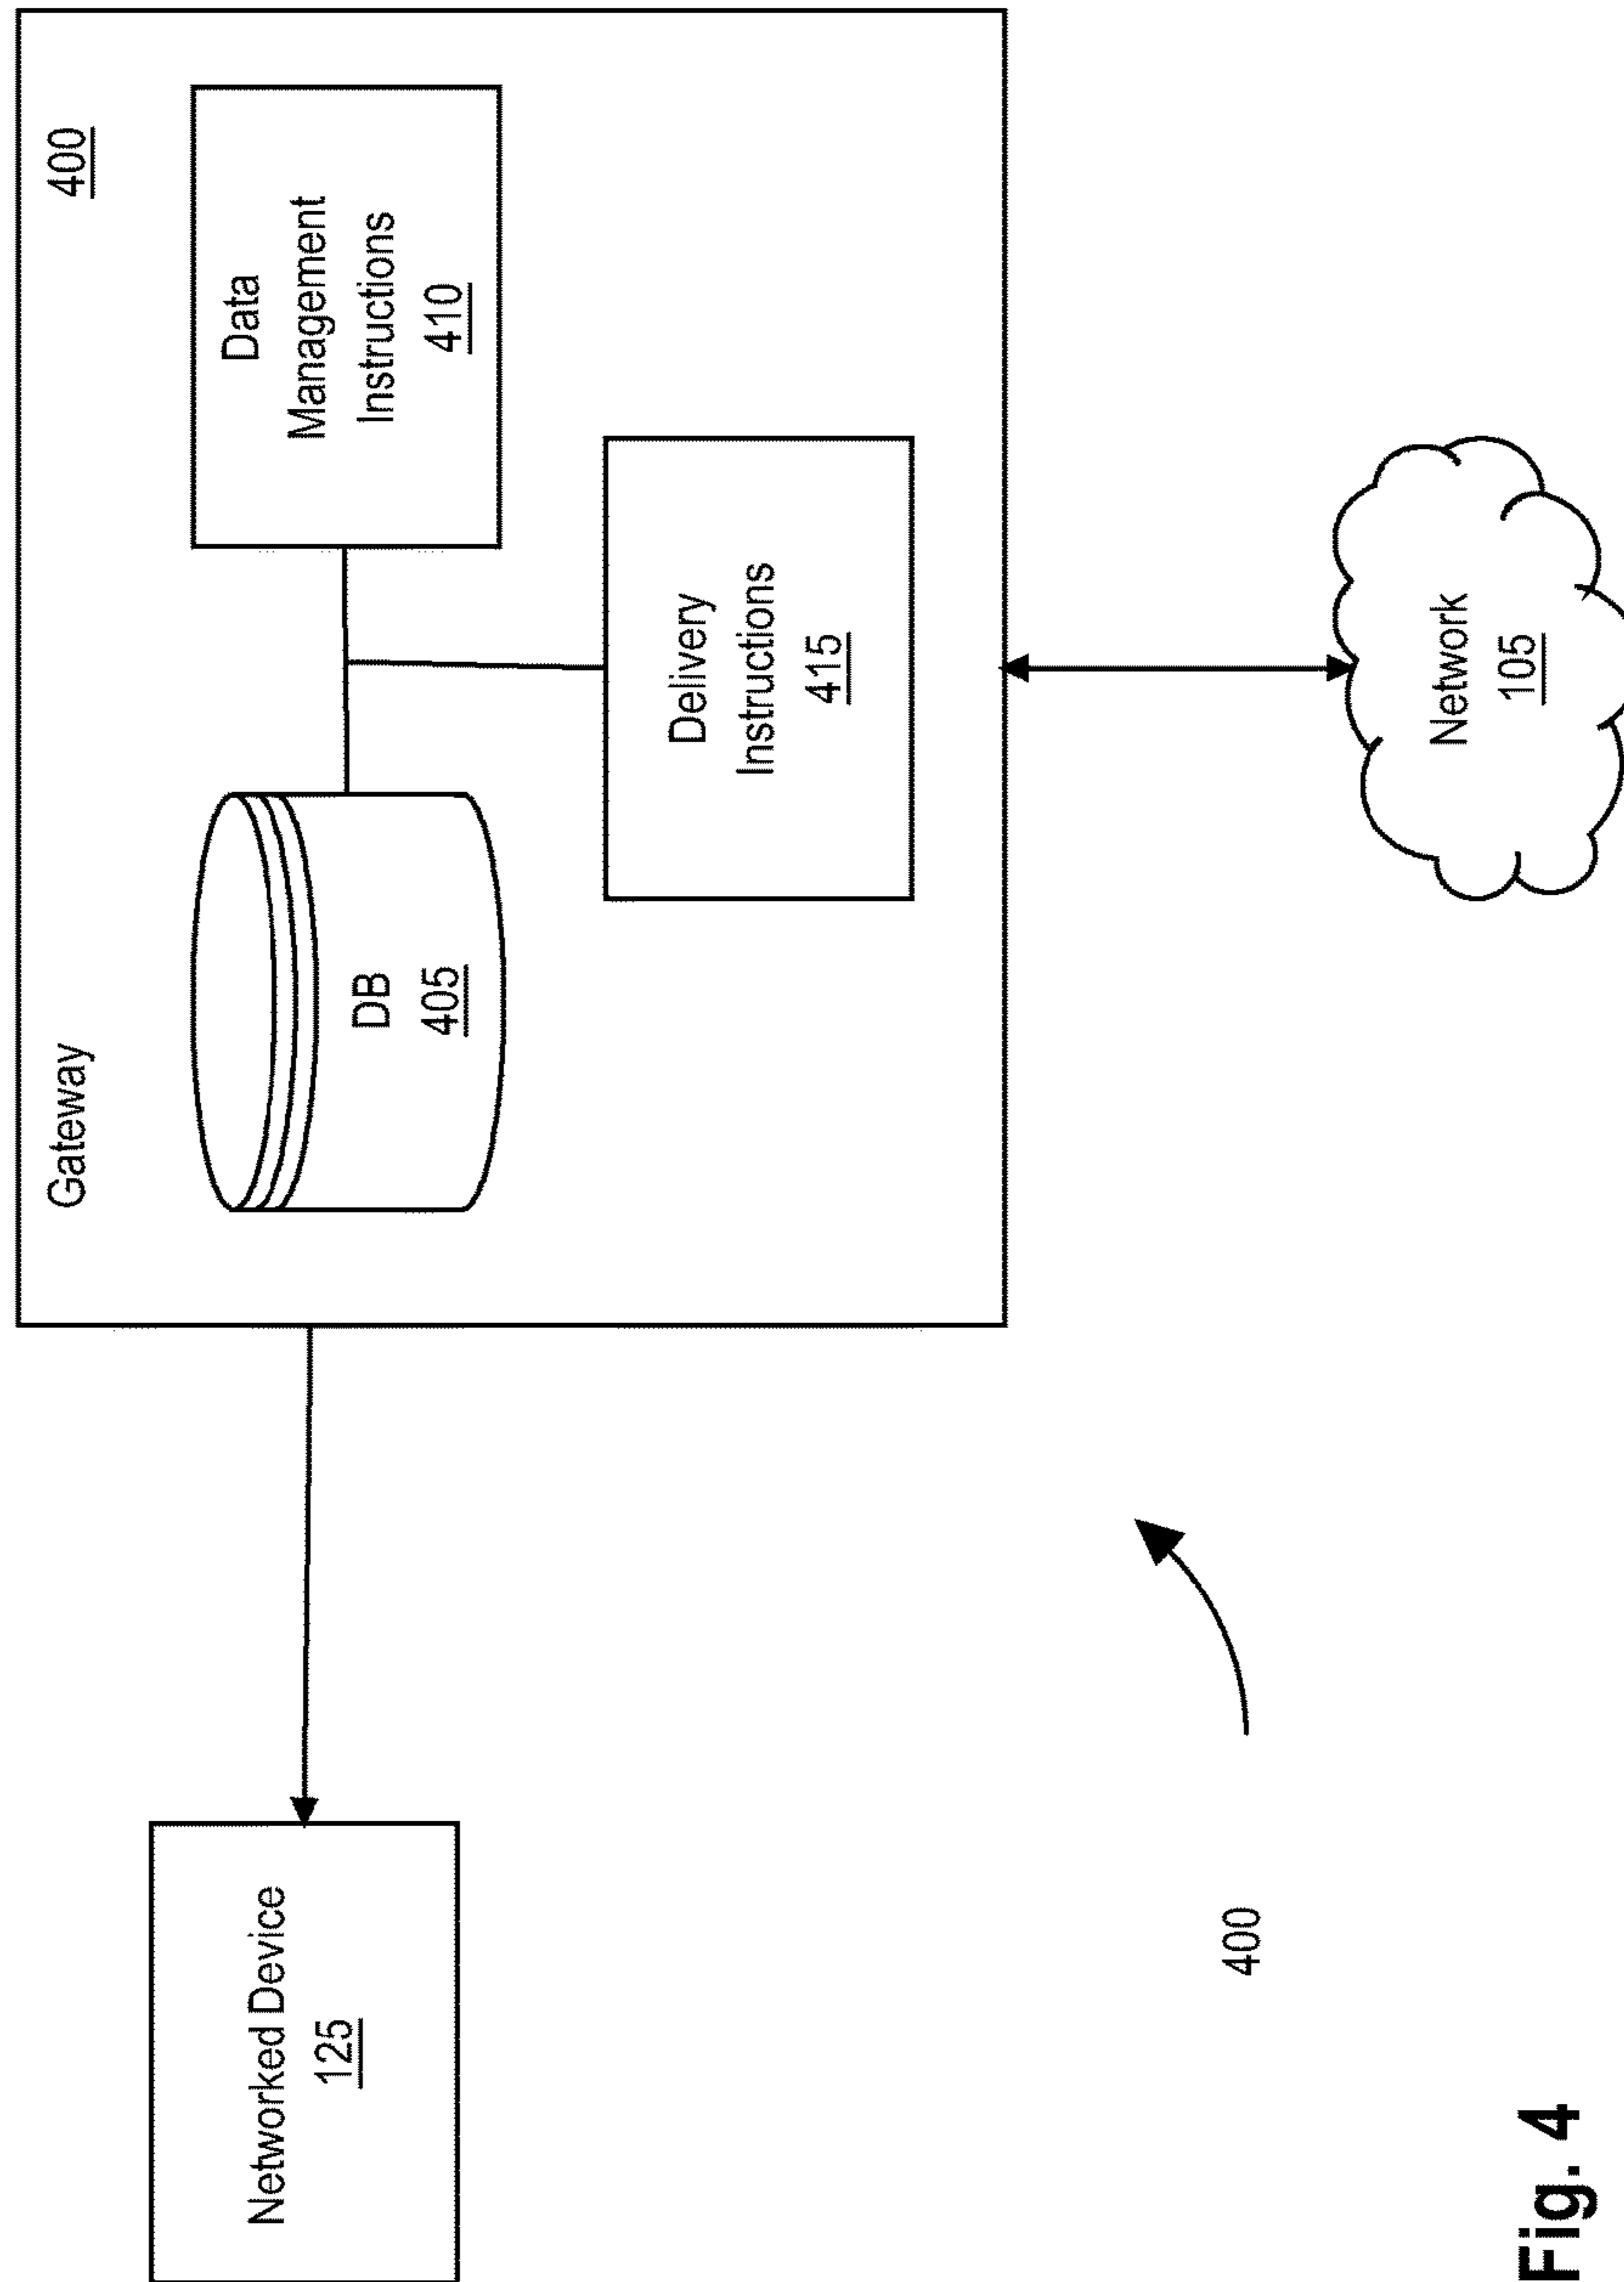 Gateway
400
Data
Management
Instructions
410
DB
405
Delivery
Instructions
415
Networked Device
125
Network
105
400
Fig. 4